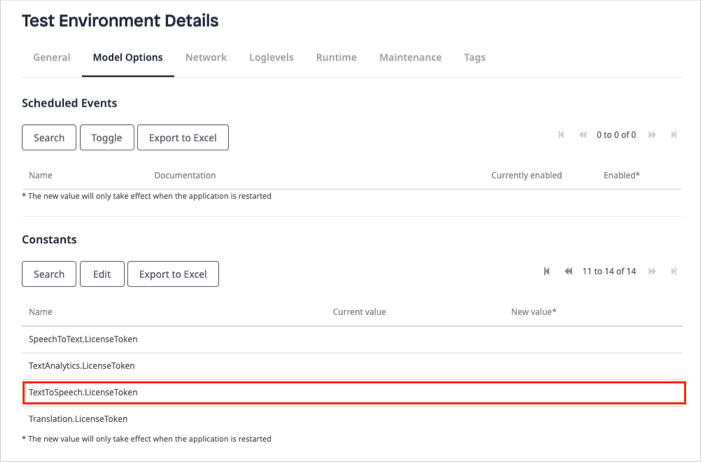 Test Environment Details
General Model Options Network Loglevels Runtime Maintenance Tags
Scheduled Events
Search Toggle Export to Excel 0 to 0 of 0
Name Documentation Currently enabled Enabled*
* The new value will only take effect when the application is restarted
Constants
Search Edit Export to Excel 11 to 14 of 14
Name Current value New value*
SpeechToText.LicenseToken
TextAnalytics.LicenseToken
TextToSpeech.LicenseToken
Translation.LicenseToken
* The new value will only take effect when the application is restarted